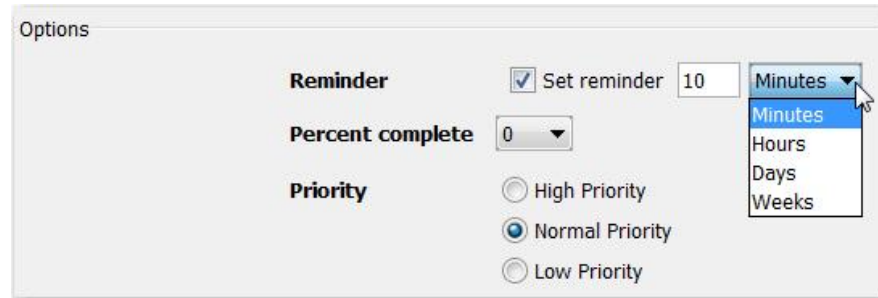 Options
Reminder Set reminder 10 Minutes
Minutes
Percent complete 0
Hours
Days
Priority High Priority
Weeks
Normal Priority
Low Priority